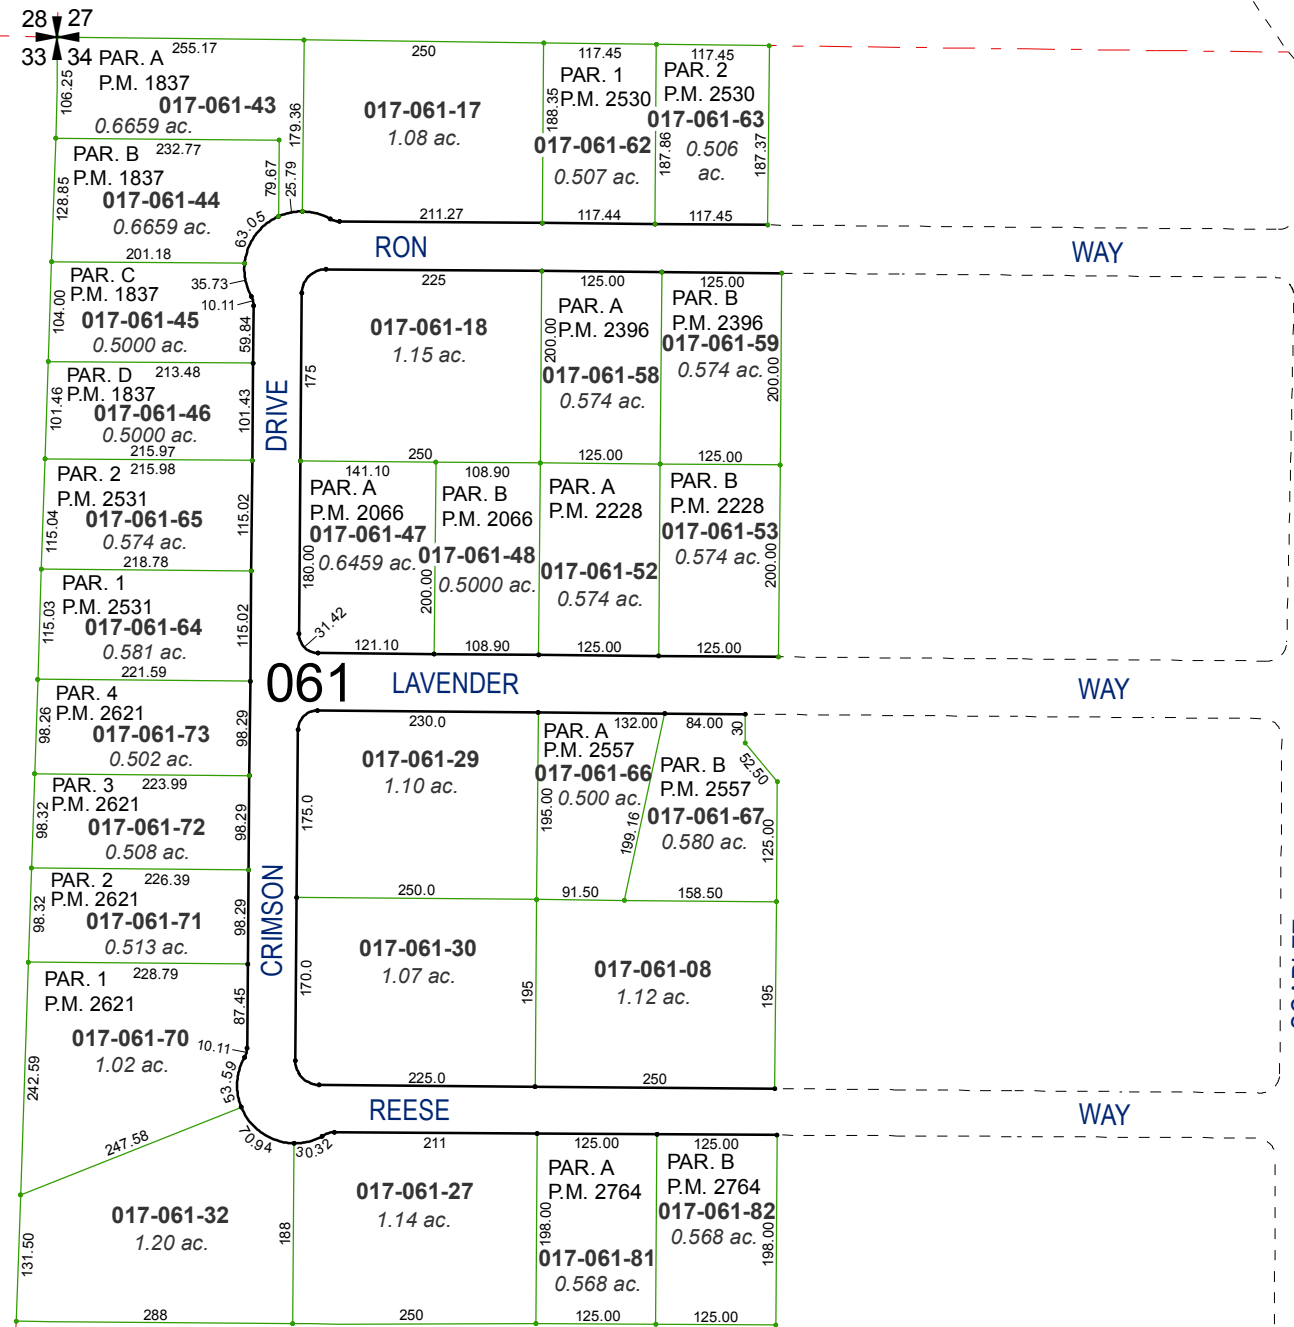 28 27
33 34
PAR. A
255.17
P.M. 1837
017-061-43
0.6659 ac.
106.25
179.36
250
017-061-17
1.08 ac.
117.45
PAR. 1
P.M. 2530
188.35
017-061-62
0.507 ac.
117.45
PAR. 2
P.M. 2530
017-061-63
0.506
ac.
187.86
187.37
PAR. B
232.77
P.M. 1837
017-061-44
0.6659 ac.
128.85
79.67
25.79
63.05
201.18
211.27
117.44
117.45
RON
WAY
PAR. C
P.M. 1837
017-061-45
0.5000 ac.
104.00
35.73
10.11
59.84
225
017-061-18
1.15 ac.
175
125.00
PAR. A
P.M. 2396
200.00
017-061-58
0.574 ac.
125.00
PAR. B
P.M. 2396
017-061-59
0.574 ac.
200.00
PAR. D
213.48
P.M. 1837
017-061-46
0.5000 ac.
101.46
101.43
215.97
DRIVE
250
125.00
125.00
PAR. 2
215.98
P.M. 2531
017-061-65
0.574 ac.
115.04
115.02
218.78
141.10
PAR. A
P.M. 2066
017-061-47
0.6459 ac.
180.00
31.42
121.10
108.90
PAR. B
P.M. 2066
017-061-48
0.5000 ac.
200.00
108.90
PAR. A
P.M. 2228
017-061-52
0.574 ac.
125.00
PAR. B
P.M. 2228
017-061-53
0.574 ac.
200.00
125.00
PAR. 1
P.M. 2531
017-061-64
0.581 ac.
115.03
115.02
221.59
061
LAVENDER
WAY
PAR. 4
P.M. 2621
017-061-73
0.502 ac.
98.26
98.29
230.0
017-061-29
1.10 ac.
175.0
250.0
132.00
PAR. A
P.M. 2557
017-061-66
0.500 ac.
195.00
199.16
91.50
84.00
30
52.50
PAR. B
P.M. 2557
017-061-67
0.580 ac.
125.00
158.50
PAR. 3
223.99
P.M. 2621
017-061-72
0.508 ac.
98.32
98.29
PAR. 2
226.39
P.M. 2621
017-061-71
0.513 ac.
98.32
98.29
CRIMSON
017-061-30
1.07 ac.
170.0
195
225.0
017-061-08
1.12 ac.
195
250
PAR. 1
228.79
P.M. 2621
017-061-70
1.02 ac.
242.59
87.45
10.11
53.59
REESE
WAY
247.58
70.94
30.32
017-061-32
1.20 ac.
131.50
188
288
211
017-061-27
1.14 ac.
250
125.00
PAR. A
P.M. 2764
198.00
017-061-81
0.568 ac.
125.00
125.00
PAR. B
P.M. 2764
017-061-82
0.568 ac.
198.00
125.00